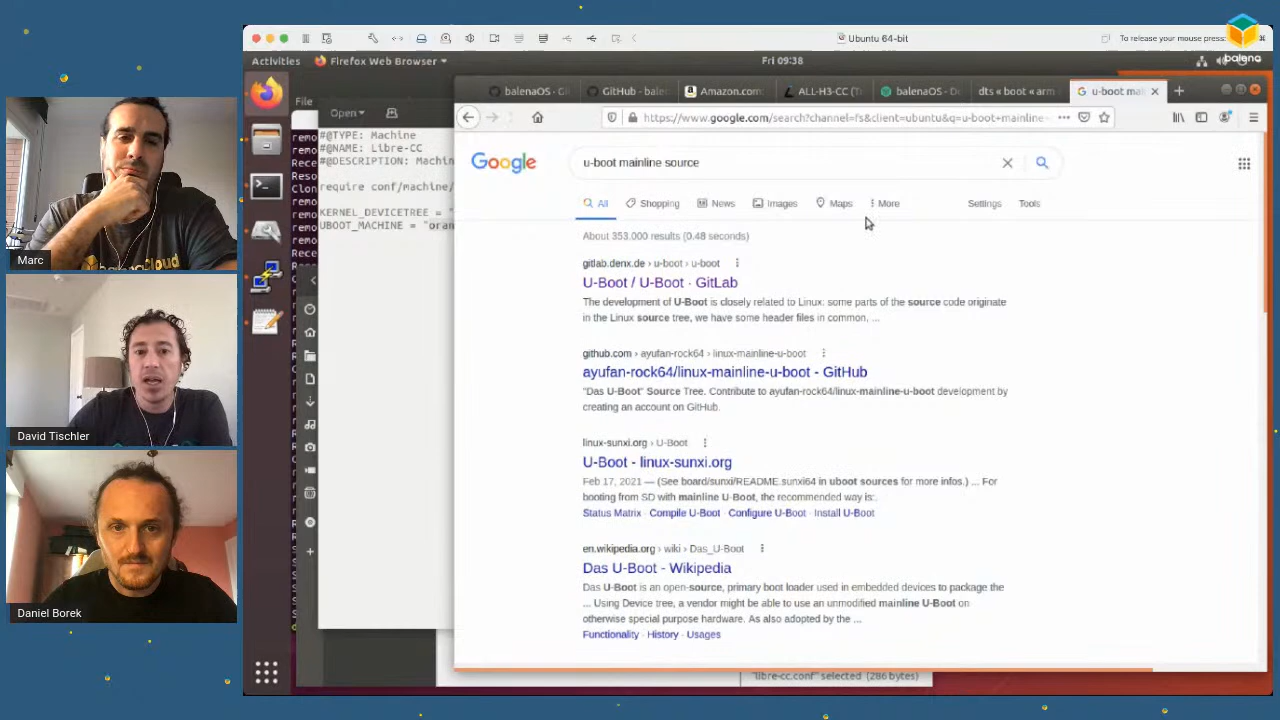 Ubuntu 64-bit
To release your mouse press:
balena
Activities
Firefox Web Browser
Fri 09:38
balenaOS - Gi
GitHub - bale
Amazon.com
ALL-H3-CC (T
balenaOS - De
dts « boot « arm
u-boot mai
File
Open
https://www.google.com/search?channel=fs&client=ubuntu&q=u-boot+mainline-
#@TYPE: Machine
#@NAME: Libre-CC
#@DESCRIPTION: Machin
require conf/machine/
KERNEL_DEVICETREE = "
UBOOT_MACHINE = "oran
remo
Rece
Reso
Clon
remo
Google
u-boot mainline source
All
Shopping
News
Images
Maps
More
Settings
Tools
About 353.000 results (0.48 seconds)
gitlab.denx.de › u-boot › u-boot
U-Boot / U-Boot · GitLab
The development of U-Boot is closely related to Linux: some parts of the source code originate
in the Linux source tree, we have some header files in common. ...
github.com › ayufan-rock64 › linux-mainline-u-boot
ayufan-rock64/linux-mainline-u-boot - GitHub
"Das U-Boot" Source Tree. Contribute to ayufan-rock64/linux-mainline-u-boot development by
creating an account on GitHub.
linux-sunxi.org › U-Boot
U-Boot - linux-sunxi.org
Feb 17, 2021 — (See board/sunxi/README.sunxi64 in uboot sources for more infos.) ... For
booting from SD with mainline U-Boot, the recommended way is:.
Status Matrix · Compile U-Boot · Configure U-Boot · Install U-Boot
en.wikipedia.org › wiki › Das_U-Boot
Das U-Boot - Wikipedia
Das U-Boot is an open-source, primary boot loader used in embedded devices to package the
... Using Device tree, a vendor might be able to use an unmodified mainline U-Boot on
otherwise special purpose hardware. As also adopted by the ...
Functionality · History · Usages
"libre-cc.conf" selected (286 bytes)
Marc
David Tischler
Daniel Borek